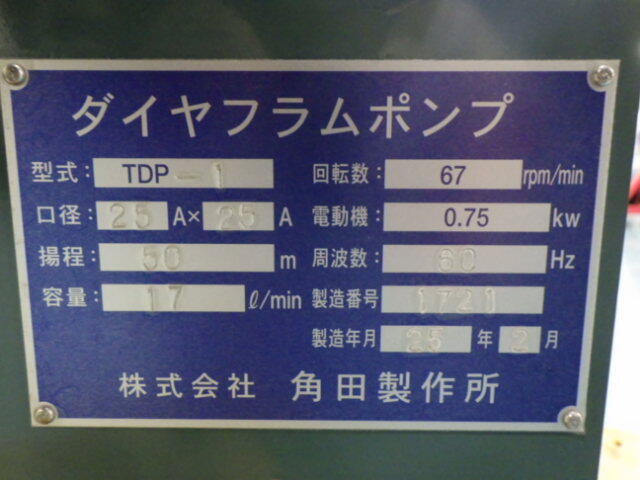 ダイヤフラムポンプ
型式：TDP-1 回転数：67 rpm/min
口径：25 A×25 A 電動機：0.75 kw
揚程：50 m 周波数：60 Hz
容量：17 ℓ/min 製造番号 1721
製造年月 25 年 2 月
株式会社 角田製作所